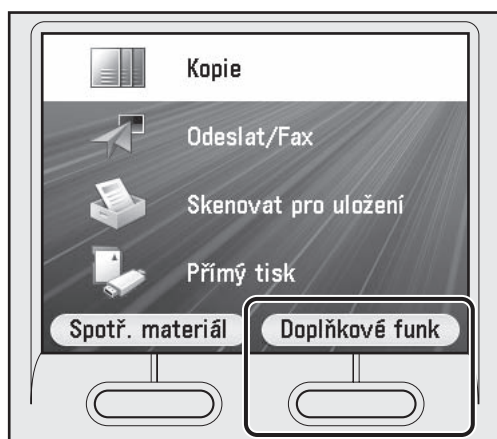 Kopie
Odeslat/Fax
Skenovat pro uložení
Přímý tisk
Spotř. materiál Doplňkové funk